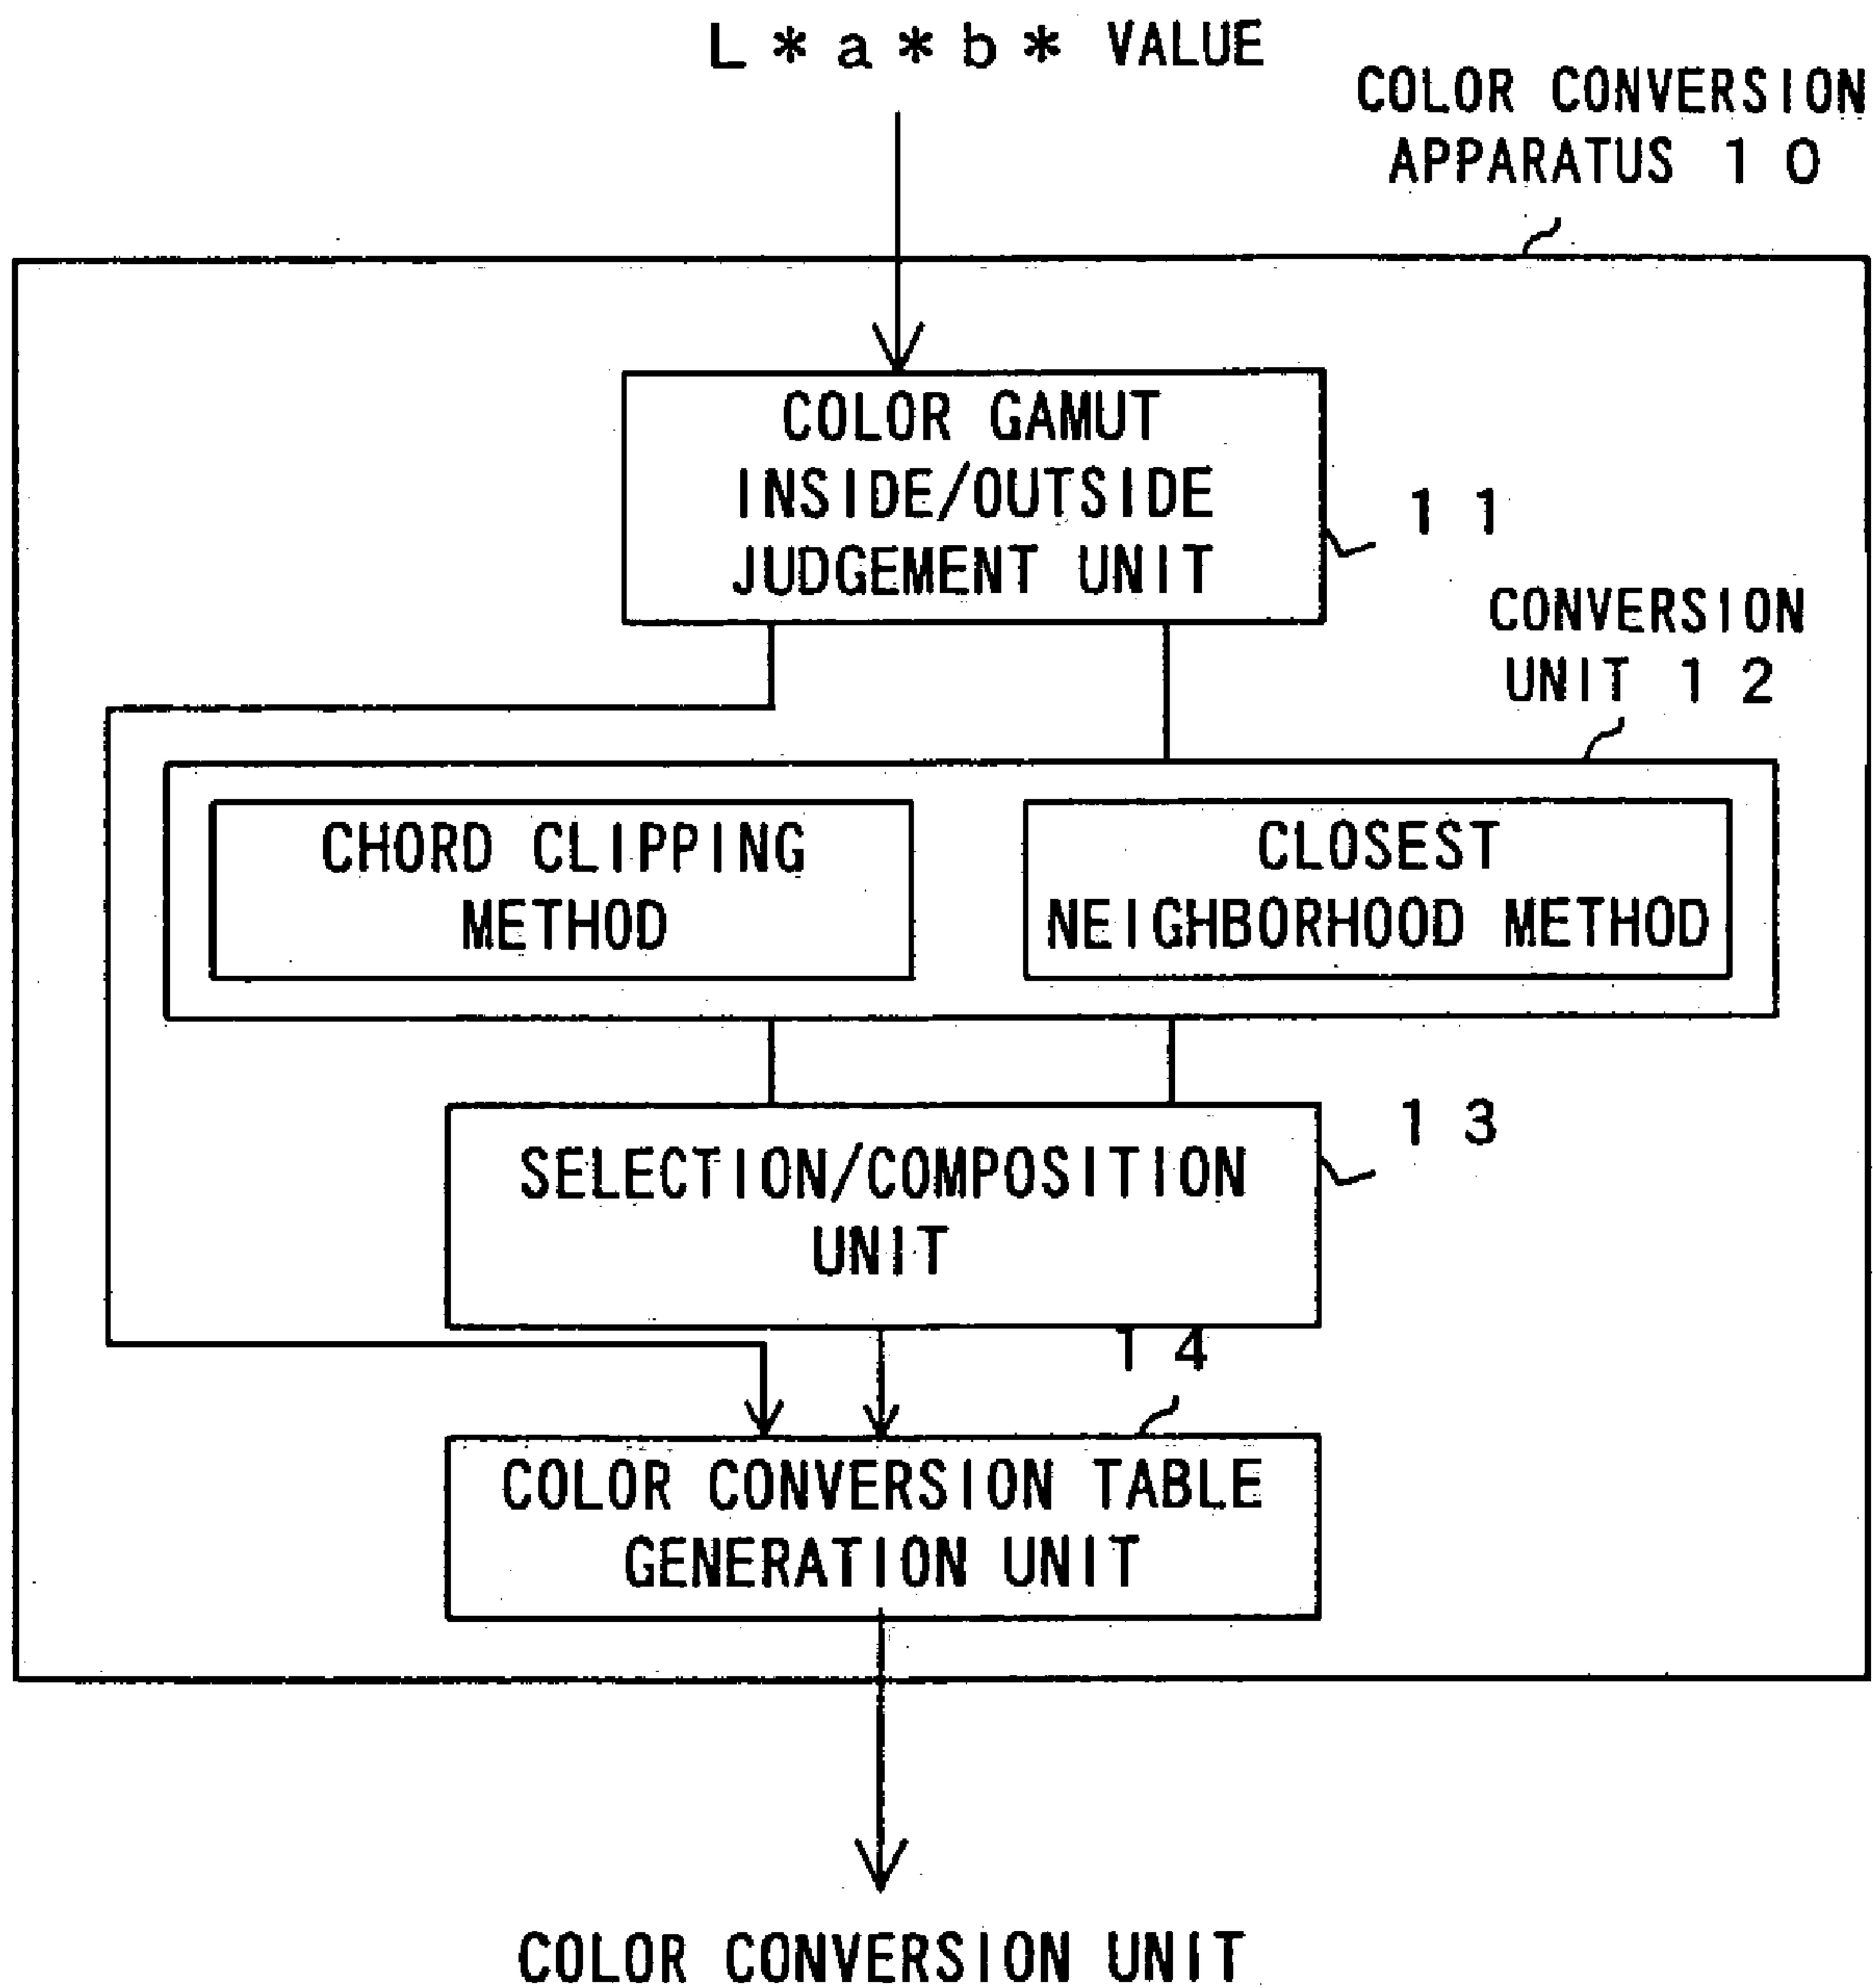 L*a*b* VALUE
COLOR CONVERSION
APPARATUS 10
COLOR GAMUT
INSIDE/OUTSIDE
JUDGEMENT UNIT
11
CONVERSION
UNIT 12
CHORD CLIPPING
METHOD
CLOSEST
NEIGHBORHOOD METHOD
13
SELECTION/COMPOSITION
UNIT
14
COLOR CONVERSION TABLE
GENERATION UNIT
COLOR CONVERSION UNIT